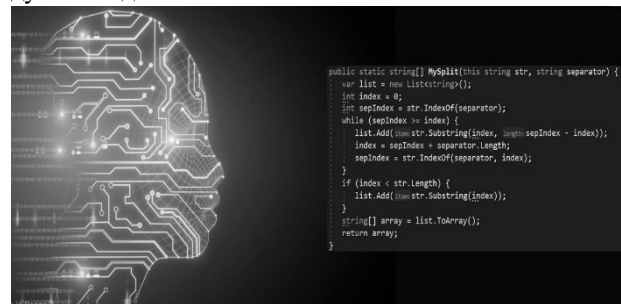 public static string[] MySplit(this string str, string separator) {
var list = new List<string>();
int index = 0;
int sepIndex = str.IndexOf(separator);
while (sepIndex >= index) {
list.Add(item: str.Substring(index, length: sepIndex - index));
index = sepIndex + separator.Length;
sepIndex = str.IndexOf(separator, index);
}
if (index < str.Length) {
list.Add(item: str.Substring(index));
}
string[] array = list.ToArray();
return array;
}